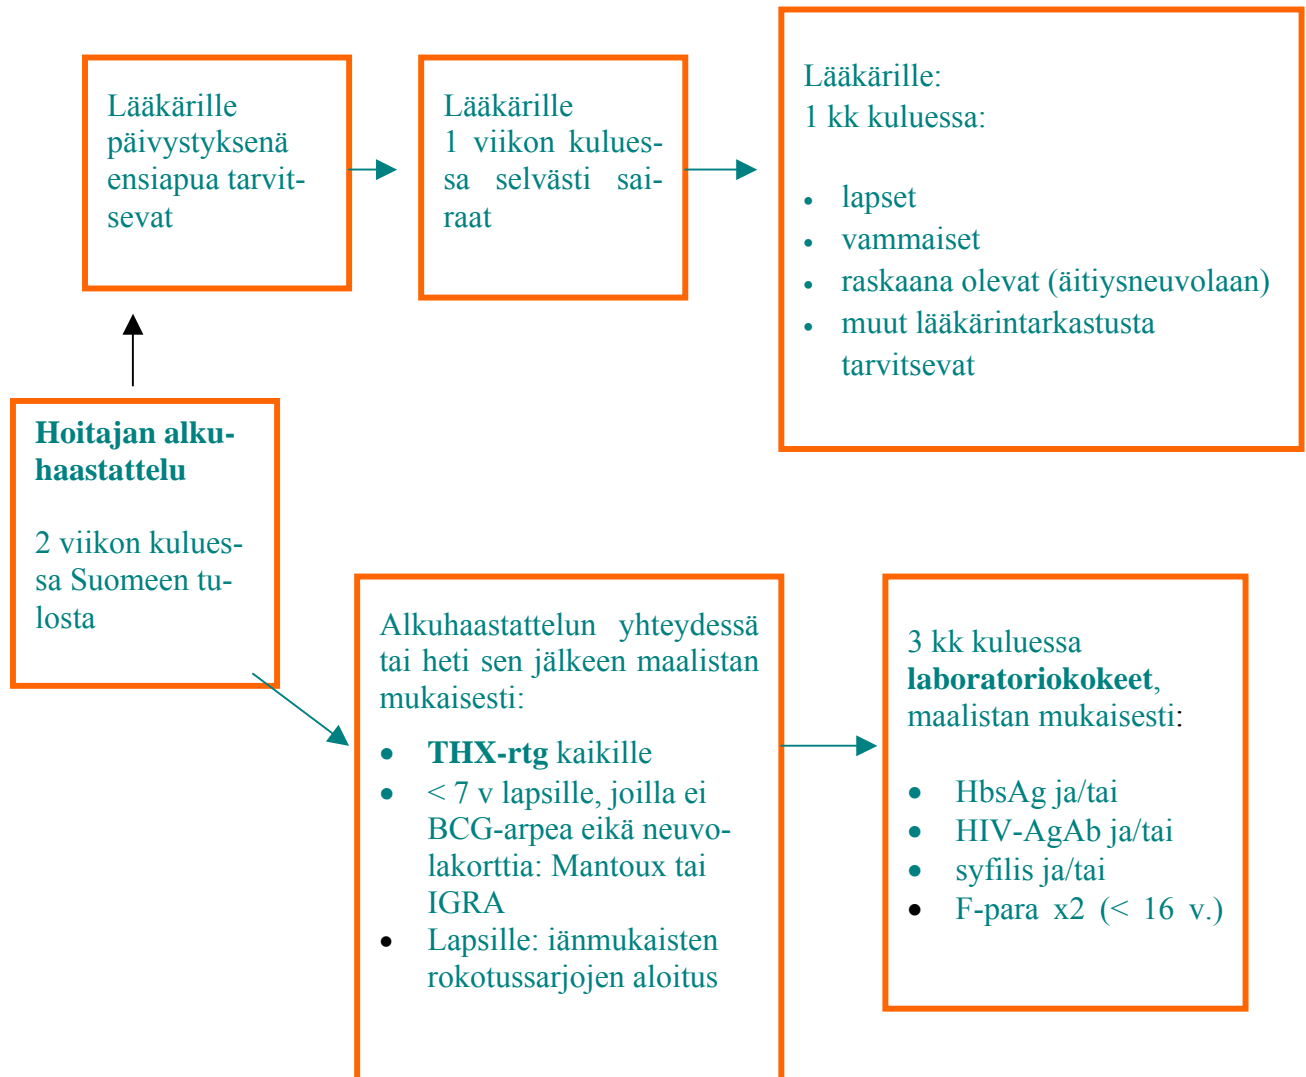 Lääkärille
päivystyksenä
ensiapua tarvit-
sevat
Lääkärille
1 viikon kulues-
sa selvästi sai-
raat
Lääkärille:
1 kk kuluessa:
• lapset
• vammaiset
• raskaana olevat (äitiysneuvolaan)
• muut lääkärintarkastusta
tarvitsevat
Hoitajan alku-
haastattelu
2 viikon kulues-
sa Suomeen tu-
losta
Alkuhaastattelun yhteydessä
tai heti sen jälkeen maalistan
mukaisesti:
• THX-rtg kaikille
• < 7 v lapsille, joilla ei
BCG-arpea eikä neuvo-
lakorttia: Mantoux tai
IGRA
• Lapsille: iänmukaisten
rokotussarjojen aloitus
3 kk kuluessa
laboratoriokokeet,
maalistan mukaisesti:
• HbsAg ja/tai
• HIV-AgAb ja/tai
• syfilis ja/tai
• F-para x2 (< 16 v.)